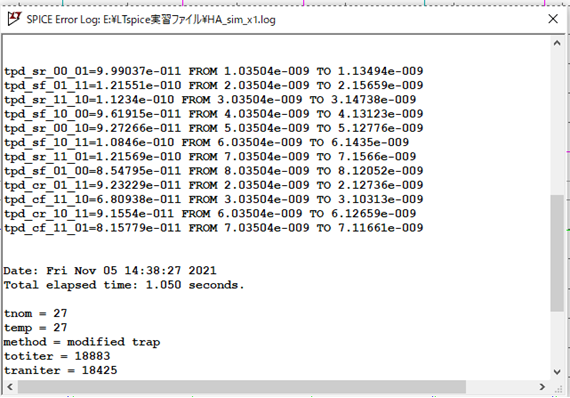 SPICE Error Log: E:¥LTspice実習ファイル¥HA_sim_x1.log
tpd_sr_00_01=9.99037e-011 FROM 1.03504e-009 TO 1.13494e-009
tpd_sf_01_11=1.21551e-010 FROM 2.03504e-009 TO 2.15659e-009
tpd_sr_11_10=1.1234e-010 FROM 3.03504e-009 TO 3.14738e-009
tpd_sf_10_00=9.61915e-011 FROM 4.03504e-009 TO 4.13123e-009
tpd_sr_00_10=9.27266e-011 FROM 5.03504e-009 TO 5.12776e-009
tpd_sf_10_11=1.0846e-010 FROM 6.03504e-009 TO 6.1435e-009
tpd_sr_11_01=1.21569e-010 FROM 7.03504e-009 TO 7.1566e-009
tpd_sf_01_00=8.54795e-011 FROM 8.03504e-009 TO 8.12052e-009
tpd_cr_01_11=9.23229e-011 FROM 2.03504e-009 TO 2.12736e-009
tpd_cf_11_10=6.80938e-011 FROM 3.03504e-009 TO 3.10313e-009
tpd_cr_10_11=9.1554e-011 FROM 6.03504e-009 TO 6.12659e-009
tpd_cf_11_01=8.15779e-011 FROM 7.03504e-009 TO 7.11661e-009
Date: Fri Nov 05 14:38:27 2021
Total elapsed time: 1.050 seconds.
tnom = 27
temp = 27
method = modified trap
totiter = 18883
traniter = 18425